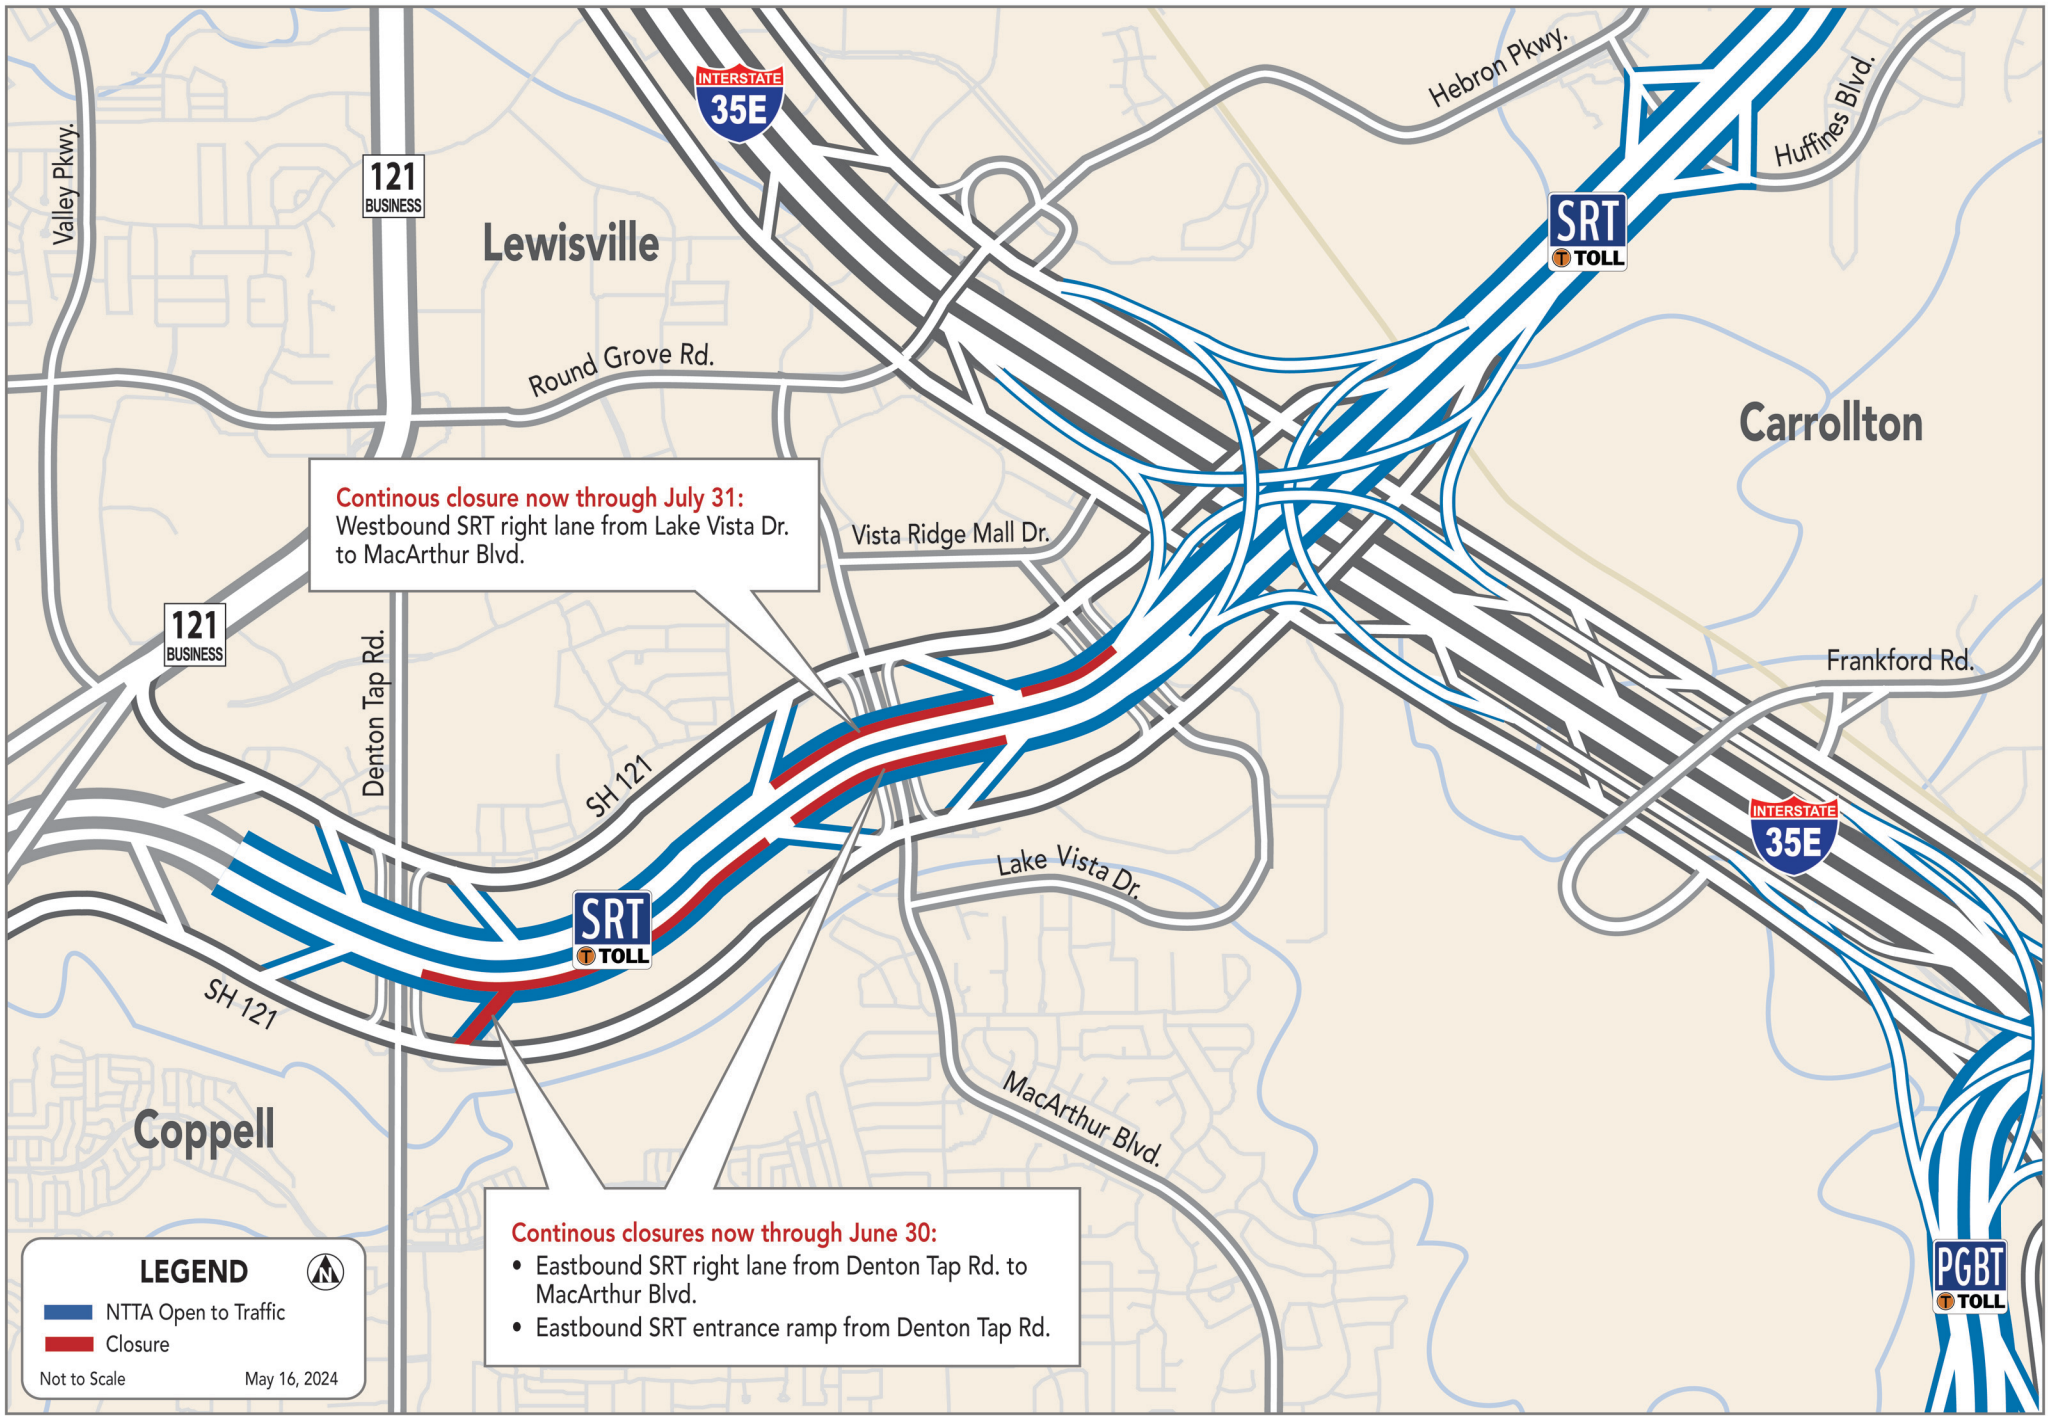 INTERSTATE
35E
Hebron Pkwy.
Huffines Blvd.
Valley Pkwy.
121
BUSINESS
SRT
T TOLL
Lewisville
Round Grove Rd.
Carrollton
Continous closure now through July 31:
Westbound SRT right lane from Lake Vista Dr.
to MacArthur Blvd.
Vista Ridge Mall Dr.
121
BUSINESS
Denton Tap Rd.
Frankford Rd.
SH 121
INTERSTATE
35E
Lake Vista Dr.
SRT
T TOLL
SH 121
MacArthur Blvd.
Coppell
Continous closures now through June 30:
• Eastbound SRT right lane from Denton Tap Rd. to
MacArthur Blvd.
• Eastbound SRT entrance ramp from Denton Tap Rd.
PGBT
T TOLL
LEGEND
N
NTTA Open to Traffic
Closure
Not to Scale
May 16, 2024